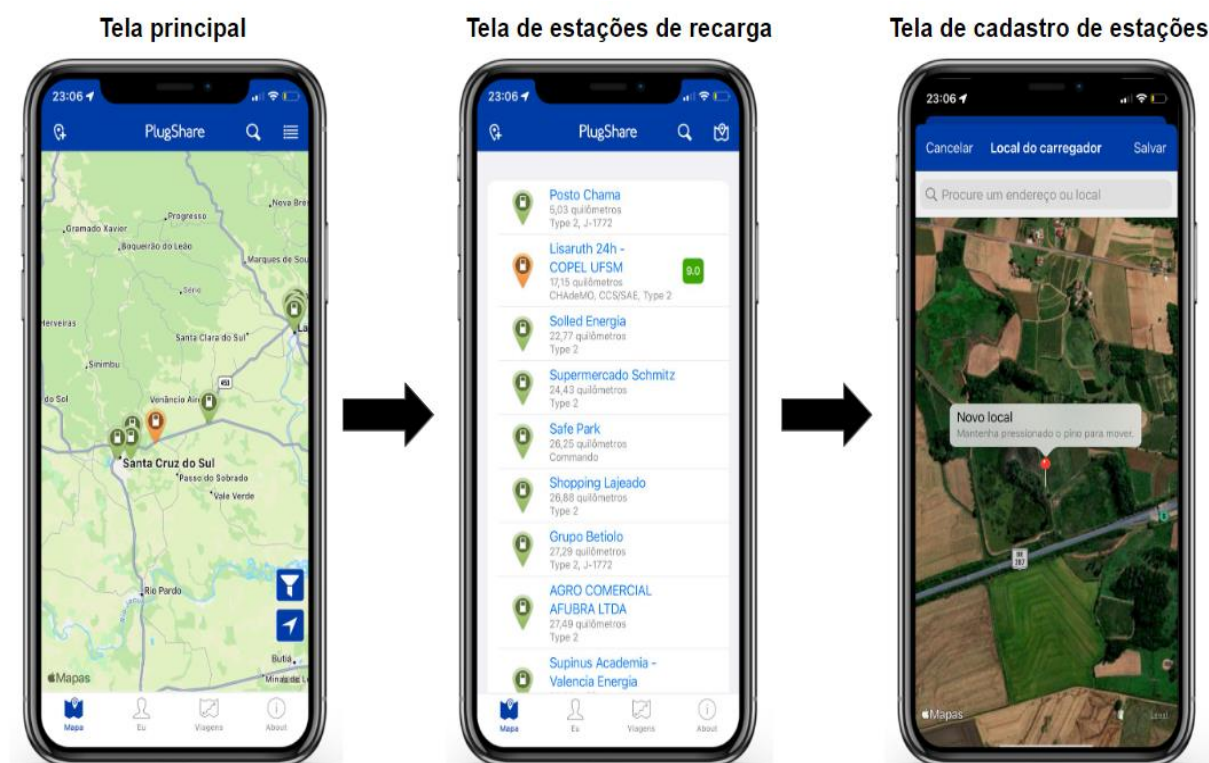 Tela principal
23:06
PlugShare
Progresso
Nova Bre
Gramado Xavier
Boqueirão do Leão
Marques de Sou
Sério
Herveiras
Santa Clara do Sul
La
Sinimbu
453
do Sol
Venâncio Aire
Santa Cruz do Sul
Passo do Sobrado
Vale Verde
Rio Pardo
Butiá
Mapas
Mapa
Eu
Viagens
About
Tela de estações de recarga
23:06
PlugShare
Posto Chama
5,03 quilômetros
Type 2, J-1772
Lisaruth 24h -
COPEL UFSM
9.0
17,15 quilômetros
CHAdeMO, CCS/SAE, Type 2
Solled Energia
22,77 quilômetros
Type 2
Supermercado Schmitz
24,43 quilômetros
Type 2
Safe Park
26,25 quilômetros
Commando
Shopping Lajeado
26,88 quilômetros
Type 2
Grupo Betiolo
27,29 quilômetros
Type 2, J-1772
AGRO COMERCIAL
AFUBRA LTDA
27,49 quilômetros
Type 2
Supinus Academia -
Valencia Energia
Mapa
Eu
Viagens
About
Tela de cadastro de estações
23:06
Cancelar
Local do carregador
Salvar
Procure um endereço ou local
Novo local
Mantenha pressionado o pino para mover.
287
Mapas
Legal